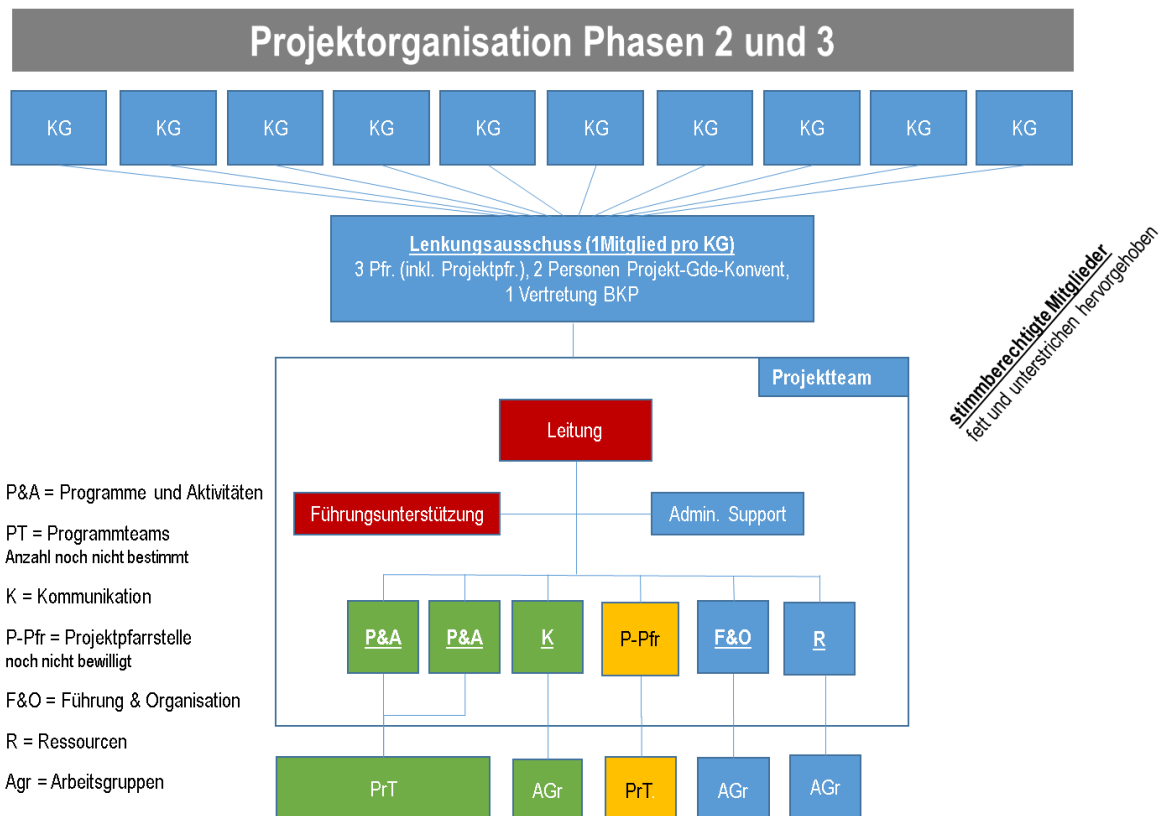 Projektorganisation Phasen 2 und 3
KG
KG
KG
KG
KG
KG
KG
KG
KG
KG
Lenkungsausschuss (1Mitglied pro KG)
3 Pfr. (inkl. Projektpfr.), 2 Personen Projekt-Gde-Konvent,
1 Vertretung BKP
stimmberechtigte Mitglieder
fett und unterstrichen hervorgehoben
Projektteam
Leitung
Führungsunterstützung
Admin. Support
P&A
P&A
K
P-Pfr
F&O
R
PrT
AGr
PrT.
AGr
AGr
P&A = Programme und Aktivitäten
PT = Programmteams
Anzahl noch nicht bestimmt
K = Kommunikation
P-Pfr = Projektpfarrstelle
noch nicht bewilligt
F&O = Führung & Organisation
R = Ressourcen
Agr = Arbeitsgruppen